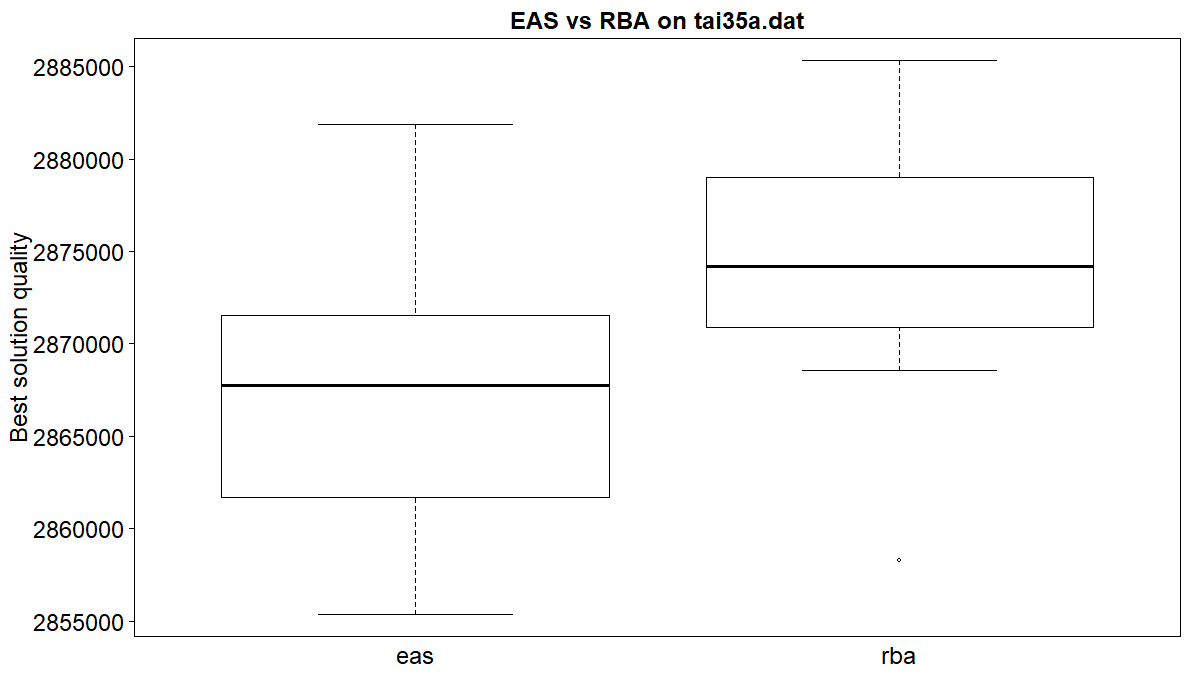 EAS vs RBA on tai35a.dat
Best solution quality
2885000
2880000
2875000
2870000
2865000
2860000
2855000
eas
rba